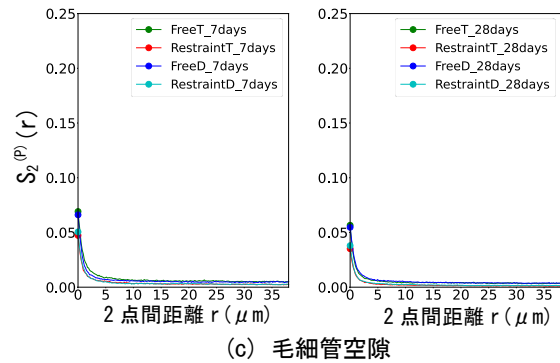 FreeT_7days
RestraintT_7days
FreeD_7days
RestraintD_7days
0.25
0.20
0.15
0.10
0.05
0.00
S₂⁽ᴾ⁾(r)
0 5 10 15 20 25 30 35
2 点間距離 r(μm)
FreeT_28days
RestraintT_28days
FreeD_28days
RestraintD_28days
0.25
0.20
0.15
0.10
0.05
0.00
0 5 10 15 20 25 30 35
2 点間距離 r(μm)
(c) 毛細管空隙